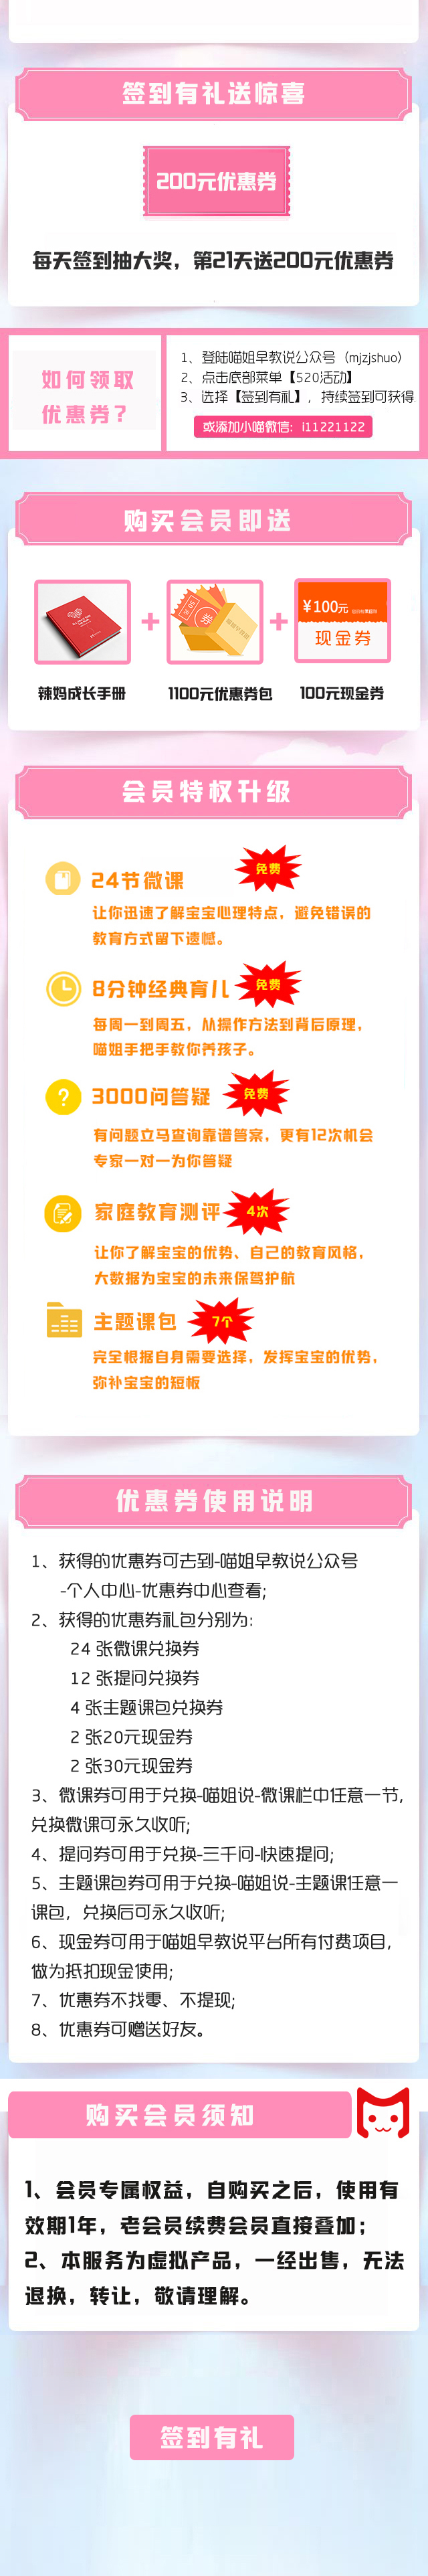 签到有礼送惊喜
200元优惠券
每天签到抽大奖，第21天送200元优惠券
如何领取
优惠券？
1、登陆喵姐早教说公众号（mjzjshuo）
2、点击底部菜单【520活动】
3、选择【签到有礼】，持续签到可获得
或添加小喵微信：i11221122
购买会员即送
¥100元
现金券
辣妈成长手册
1100元优惠券包
100元现金券
会员特权升级
24节微课
免费
让你迅速了解宝宝心理特点，避免错误的
教育方式留下遗憾。
8分钟经典育儿
免费
每周一到周五，从操作方法到背后原理，
喵姐手把手教你养孩子。
3000问答疑
免费
有问题立马查询靠谱答案，更有12次机会
专家一对一为你答疑
家庭教育测评
4次
让你了解宝宝的优势、自己的教育风格，
大数据为宝宝的未来保驾护航
主题课包
7个
完全根据自身需要选择，发挥宝宝的优势，
弥补宝宝的短板
优惠券使用说明
1、获得的优惠券可去到-喵姐早教说公众号
-个人中心-优惠券中心查看；
2、获得的优惠券礼包分别为：
24 张微课兑换券
12 张提问兑换券
4 张主题课包兑换券
2 张20元现金券
2 张30元现金券
3、微课券可用于兑换-喵姐说-微课栏中任意一节，
兑换微课可永久收听；
4、提问券可用于兑换-三千问-快速提问；
5、主题课包券可用于兑换-喵姐说-主题课任意一
课包，兑换后可永久收听；
6、现金券可用于喵姐早教说平台所有付费项目，
做为抵扣现金使用；
7、优惠券不找零、不提现；
8、优惠券可赠送好友。
购买会员须知
1、会员专属权益，自购买之后，使用有
效期1年，老会员续费会员直接叠加；
2、本服务为虚拟产品，一经出售，无法
退换，转让，敬请理解。
签到有礼